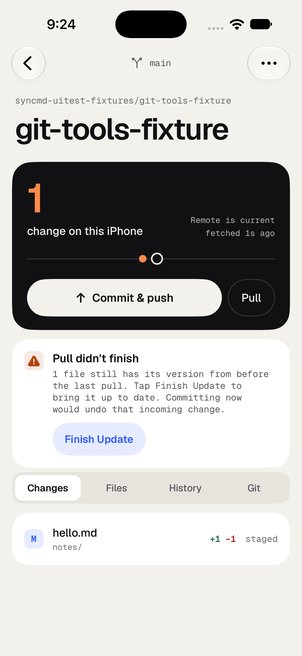 9:24
main
syncmd-uitest-fixtures/git-tools-fixture
git-tools-fixture
1
change on this iPhone
Remote is current
fetched 1s ago
↑ Commit & push
Pull
Pull didn't finish
1 file still has its version from before
the last pull. Tap Finish Update to
bring it up to date. Committing now
would undo that incoming change.
Finish Update
Changes Files History Git
M hello.md +1 −1 staged
notes/